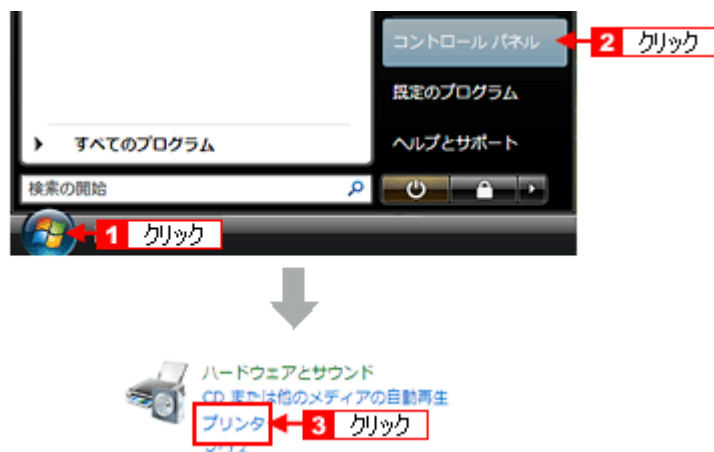 コントロール パネル
2 クリック
既定のプログラム
すべてのプログラム
ヘルプとサポート
検索の開始
1 クリック
ハードウェアとサウンド
CD または他のメディアの自動再生
プリンタ
3 クリック